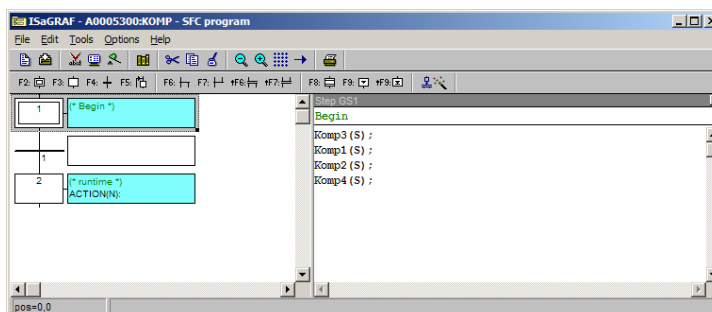 ISaGRAF - A0005300:KOMP - SFC program
File Edit Tools Options Help
F2: F3: F4: F5: F6: F7: ↑F6: ↑F7: F8: F9: ↑F9:
1 (* Begin *)
1
2 (* runtime *)
ACTION(N):
Step GS1
Begin
Komp3(S);
Komp1(S);
Komp2(S);
Komp4(S);
pos=0,0